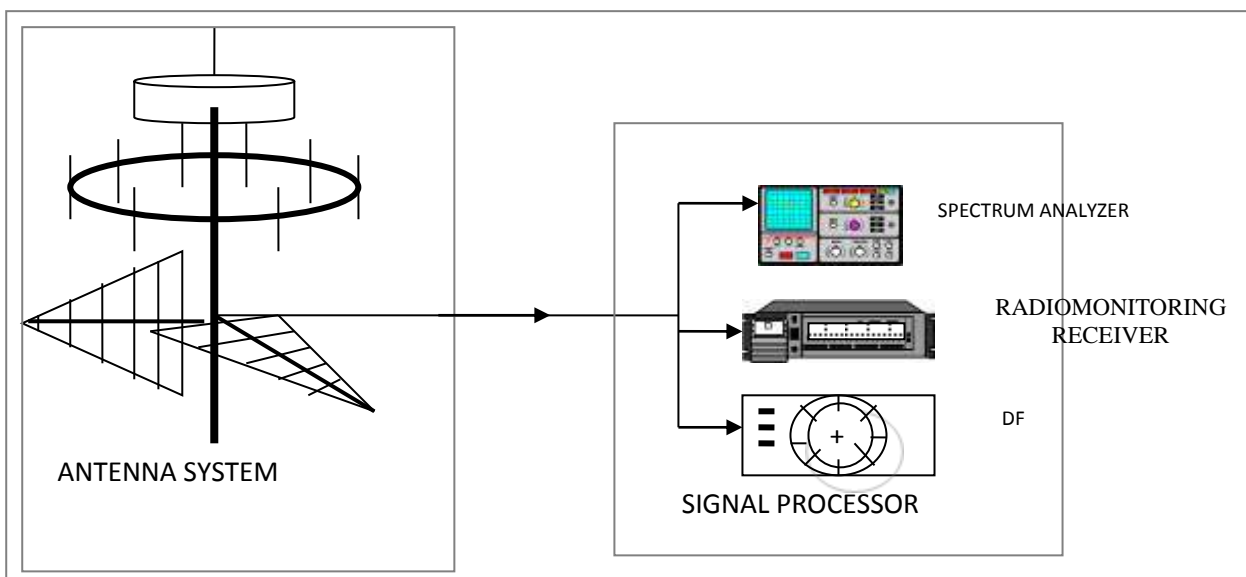 SPECTRUM ANALYZER
RADIOMONITORING
RECEIVER
DF
ANTENNA SYSTEM
SIGNAL PROCESSOR